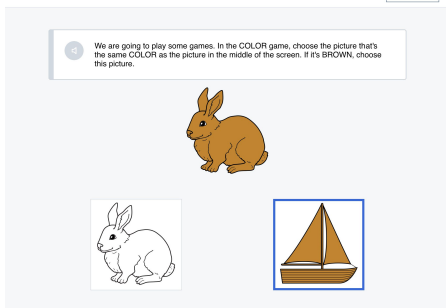 We are going to play some games. In the COLOR game, choose the picture that's
the same COLOR as the picture in the middle of the screen. If it's BROWN, choose
this picture.